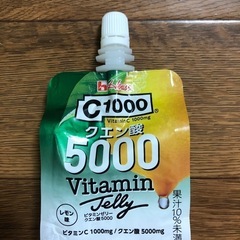 House
C1000
Vitamin C 1000mg
クエン酸
5000
Vitamin
Jelly
レモン味
ビタミンゼリー
クエン酸5000
ビタミンC 1000mg/クエン酸 5000mg
果汁10%未満